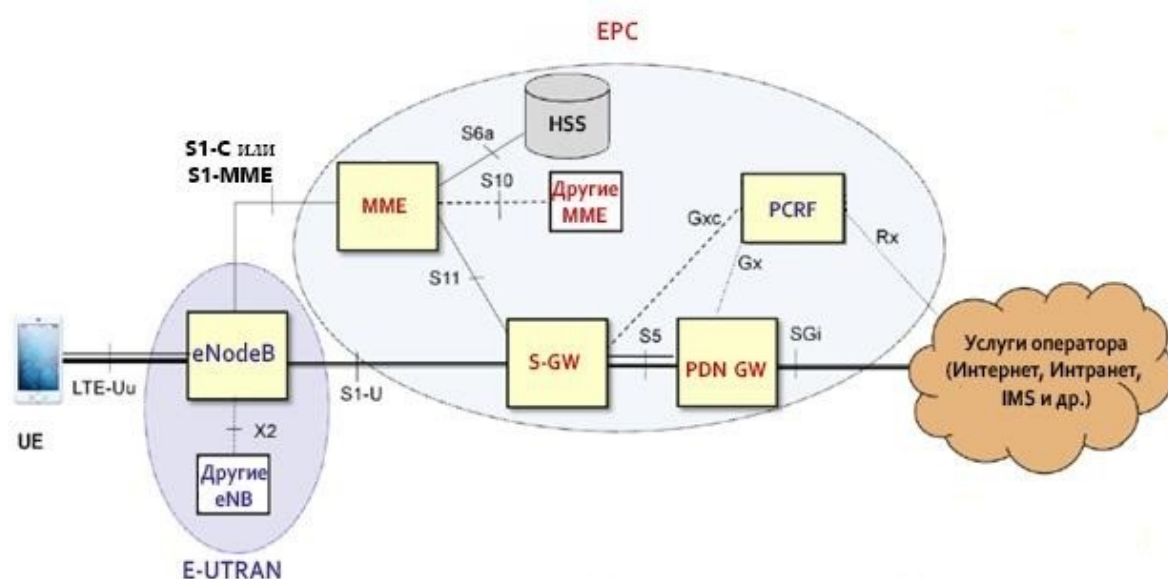 EPC
HSS
S6a
S1-C или
S1-MME
S10
MME
Другие
MME
PCRF
Gxc
Rx
Gx
S11
eNodeB
S-GW
S5
PDN GW
SGi
Услуги оператора
(Интернет, Интранет,
IMS и др.)
LTE-Uu
S1-U
UE
X2
Другие
eNB
E-UTRAN